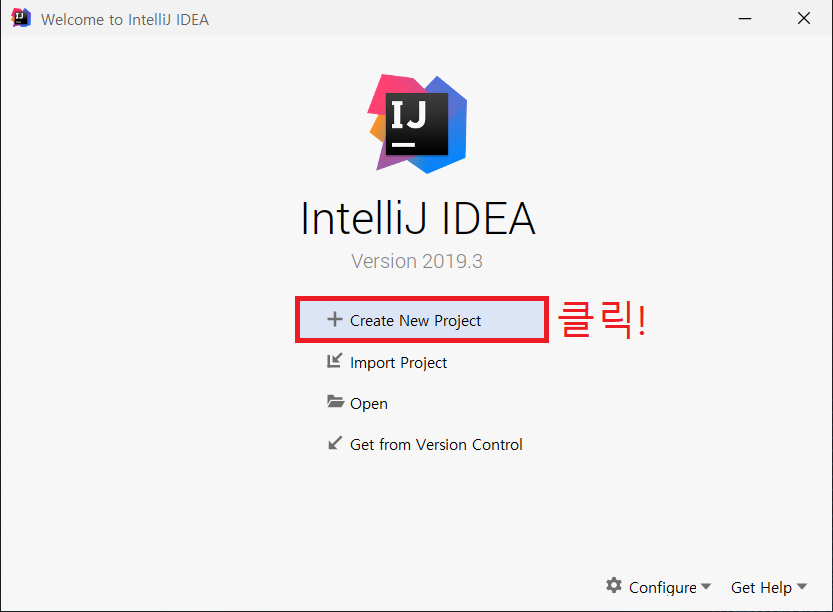 Welcome to IntelliJ IDEA
IJ
IntelliJ IDEA
Version 2019.3
Create New Project 클릭!
Import Project
Open
Get from Version Control
Configure Get Help